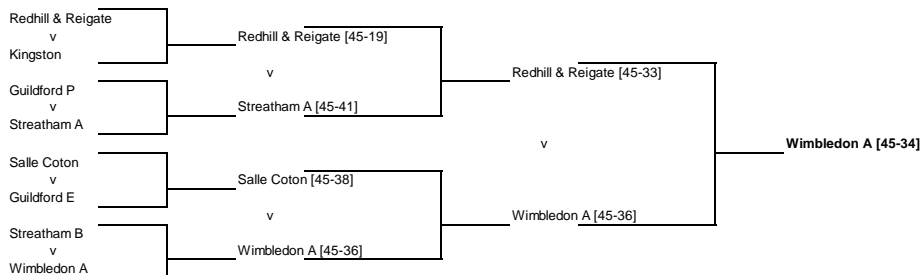 Redhill & Reigate
v
Kingston
Guildford P
v
Streatham A
Salle Coton
v
Guildford E
Streatham B
v
Wimbledon A
Redhill & Reigate [45-19]
v
Streatham A [45-41]
Salle Coton [45-38]
v
Wimbledon A [45-36]
Redhill & Reigate [45-33]
v
Wimbledon A [45-36]
Wimbledon A [45-34]